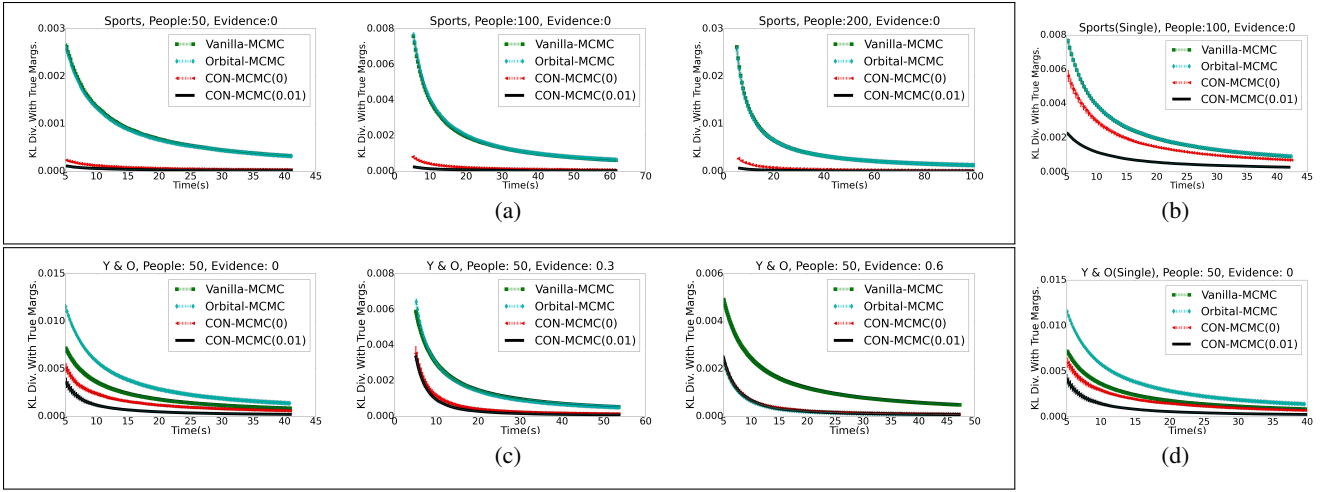 Sports, People:50, Evidence:0
KL Div. With True Margs.
0.003
0.002
0.001
0.000
Vanilla-MCMC
Orbital-MCMC
CON-MCMC(0)
CON-MCMC(0.01)
5 10 15 20 25 30 35 40 45
Time(s)
Sports, People:100, Evidence:0
KL Div. With True Margs.
0.008
0.006
0.004
0.002
0.000
Vanilla-MCMC
Orbital-MCMC
CON-MCMC(0)
CON-MCMC(0.01)
0 10 20 30 40 50 60 70
Time(s)
Sports, People:200, Evidence:0
KL Div. With True Margs.
0.03
0.02
0.01
0.00
Vanilla-MCMC
Orbital-MCMC
CON-MCMC(0)
CON-MCMC(0.01)
0 20 40 60 80 100
Time(s)
(a)
Sports(Single), People:100, Evidence:0
KL Div. With True Margs.
0.008
0.006
0.004
0.002
0.000
Vanilla-MCMC
Orbital-MCMC
CON-MCMC(0)
CON-MCMC(0.01)
5 10 15 20 25 30 35 40 45
Time(s)
(b)
Y & O, People: 50, Evidence: 0
KL Div. With True Margs.
0.015
0.010
0.005
0.000
Vanilla-MCMC
Orbital-MCMC
CON-MCMC(0)
CON-MCMC(0.01)
5 10 15 20 25 30 35 40 45
Time(s)
Y & O, People: 50, Evidence: 0.3
KL Div. With True Margs.
0.008
0.006
0.004
0.002
0.000
Vanilla-MCMC
Orbital-MCMC
CON-MCMC(0)
CON-MCMC(0.01)
0 10 20 30 40 50 60
Time(s)
Y & O, People: 50, Evidence: 0.6
KL Div. With True Margs.
0.006
0.004
0.002
0.000
Vanilla-MCMC
Orbital-MCMC
CON-MCMC(0)
CON-MCMC(0.01)
5 10 15 20 25 30 35 40 45 50
Time(s)
(c)
Y & O(Single), People: 50, Evidence: 0
KL Div. With True Margs.
0.015
0.010
0.005
0.000
Vanilla-MCMC
Orbital-MCMC
CON-MCMC(0)
CON-MCMC(0.01)
5 10 15 20 25 30 35 40
Time(s)
(d)